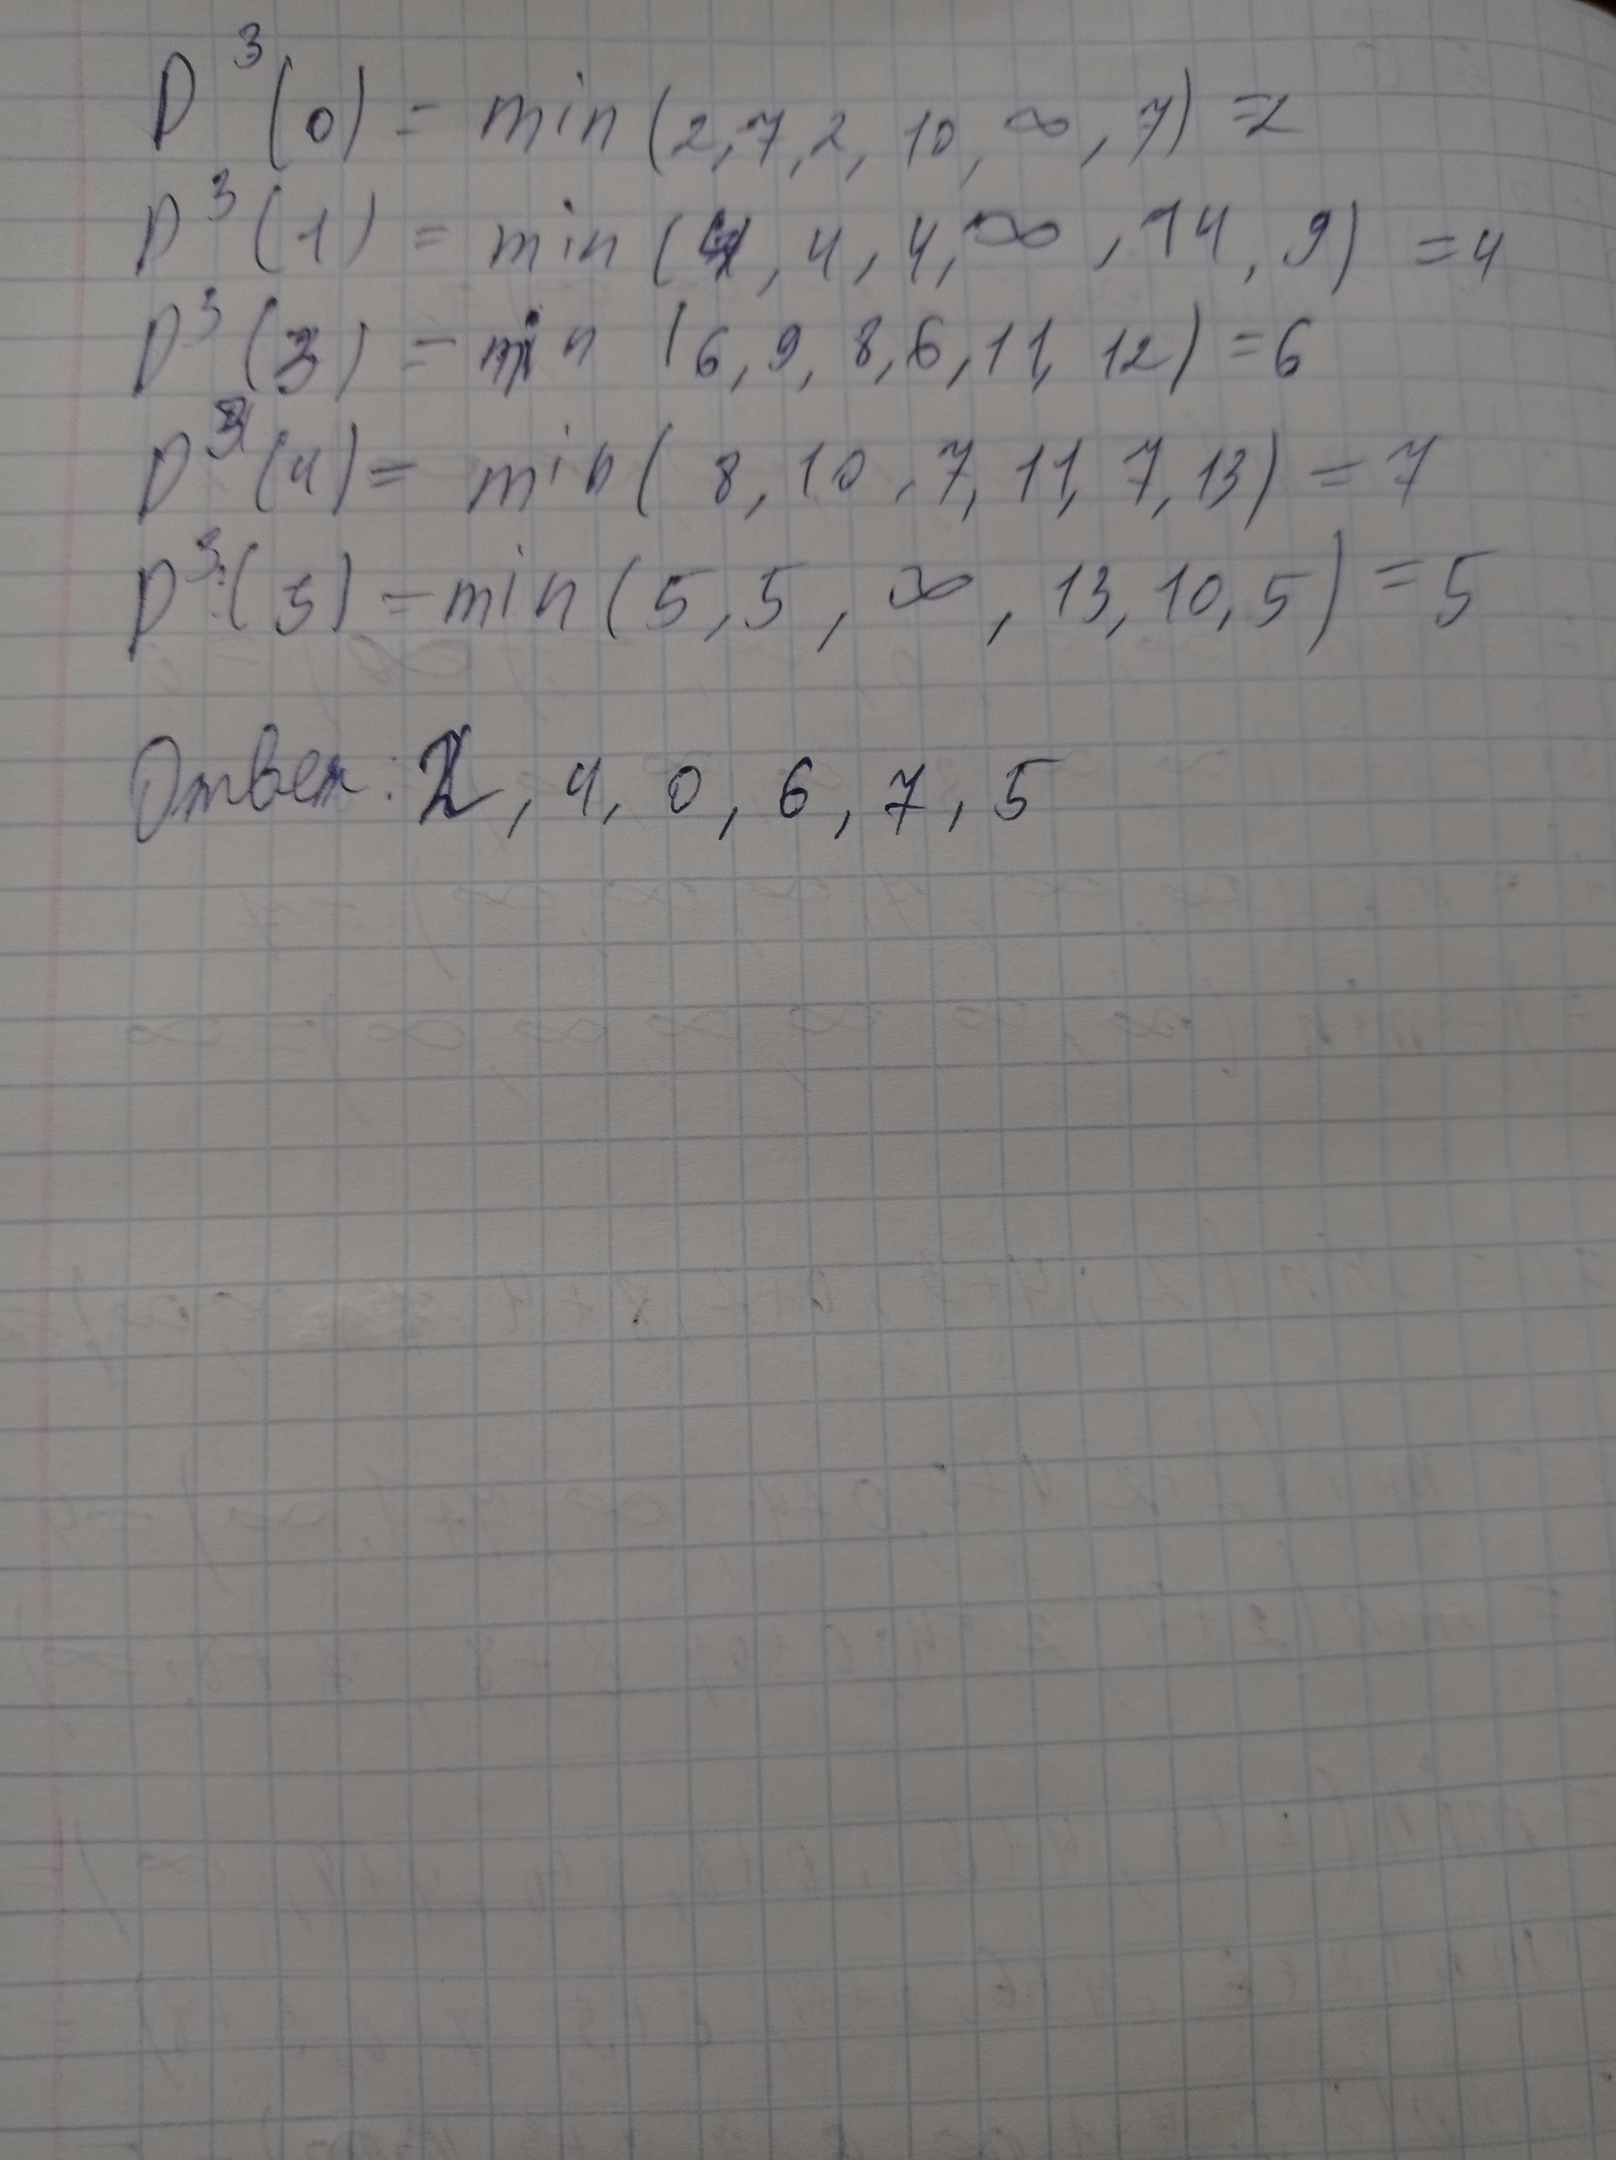 D³(0) = min(2,7,2,10,∞,7) =2
D³(1) = min(4,4,4,∞,14,9) =4
D³(3) = min(6,9,8,6,11,12) =6
D³(4) = min(8,10,7,11,7,13) = 7
D³(5) = min(5,5,∞,13,10,5) = 5
Ответ: 2, 4, 0, 6, 7, 5